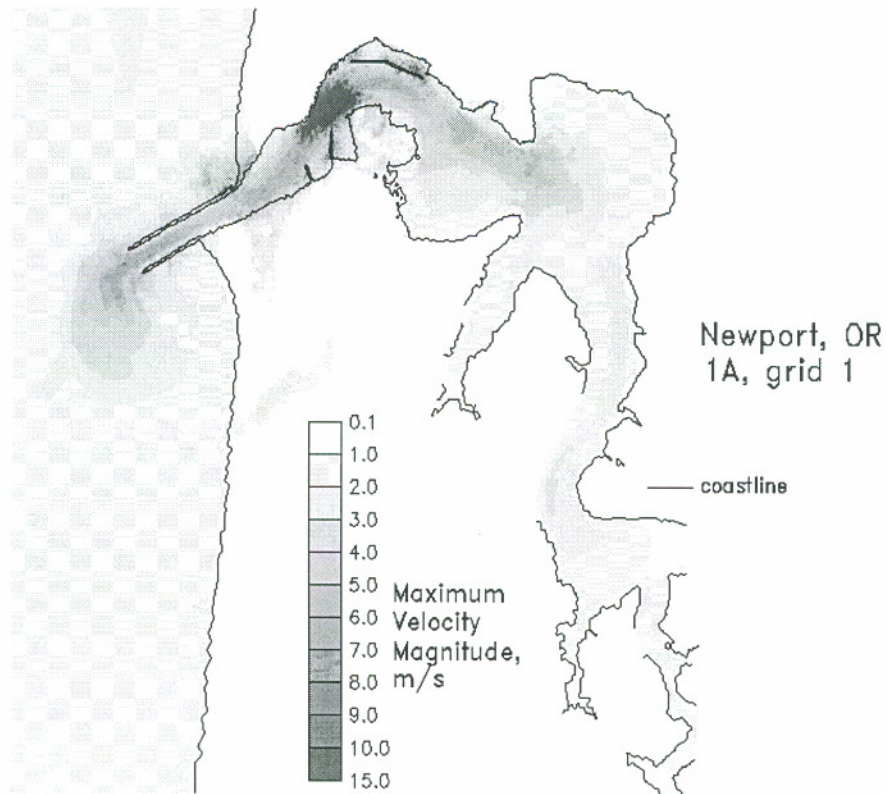 Newport, OR
1A, grid 1
coastline
0.1
1.0
2.0
3.0
4.0
5.0
6.0
7.0
8.0
9.0
10.0
15.0
Maximum
Velocity
Magnitude,
m/s